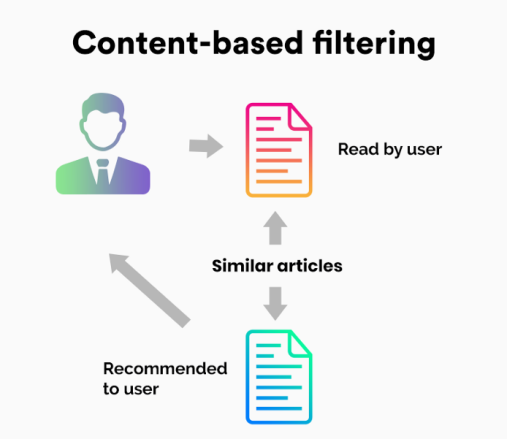 Content-based filtering
Read by user
Similar articles
Recommended
to user